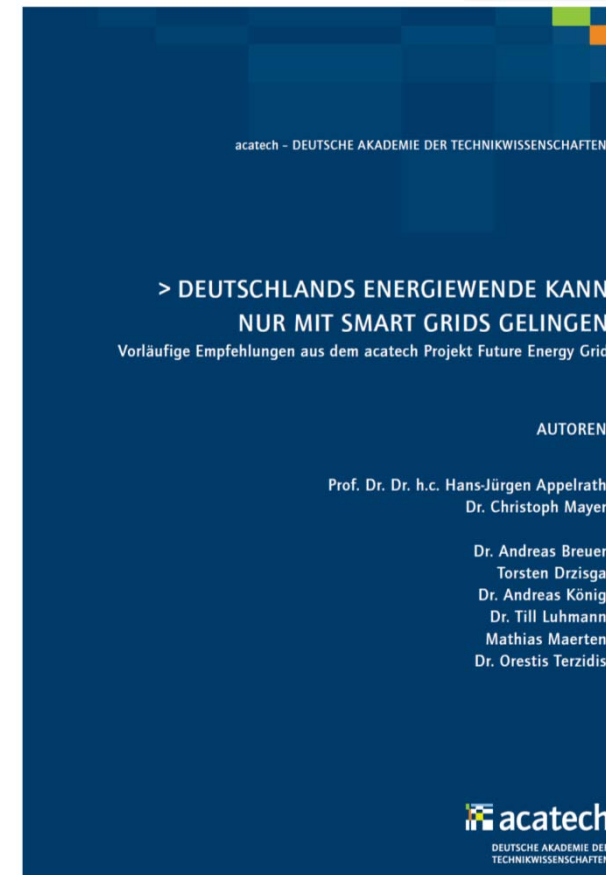 acatech – DEUTSCHE AKADEMIE DER TECHNIKWISSENSCHAFTEN
> DEUTSCHLANDS ENERGIEWENDE KANN
NUR MIT SMART GRIDS GELINGEN
Vorläufige Empfehlungen aus dem acatech Projekt Future Energy Grid
AUTOREN
Prof. Dr. Dr. h.c. Hans-Jürgen Appelrath
Dr. Christoph Mayer
Dr. Andreas Breuer
Torsten Drzisga
Dr. Andreas König
Dr. Till Luhmann
Mathias Maerten
Dr. Orestis Terzidis
acatech
DEUTSCHE AKADEMIE DER
TECHNIKWISSENSCHAFTEN